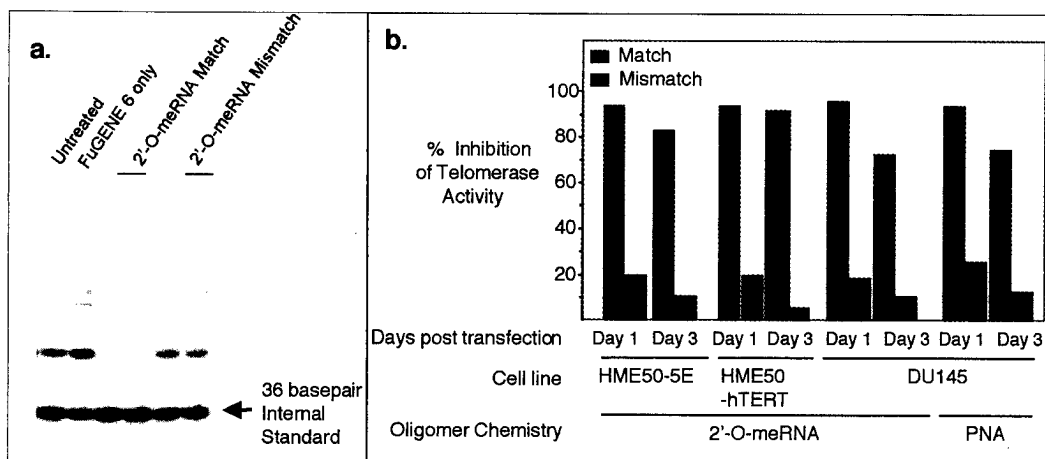 a.
Untreated
FuGENE 6 only
2'-O-meRNA Match
2'-O-meRNA Mismatch
36 basepair
Internal
Standard
b.
Match
Mismatch
% Inhibition
of Telomerase
Activity
100
80
60
40
20
Days post transfection
Day 1 Day 3 Day 1 Day 3 Day 1 Day 3 Day 1 Day 3
Cell line
HME50-5E
HME50
-hTERT
DU145
Oligomer Chemistry
2'-O-meRNA
PNA